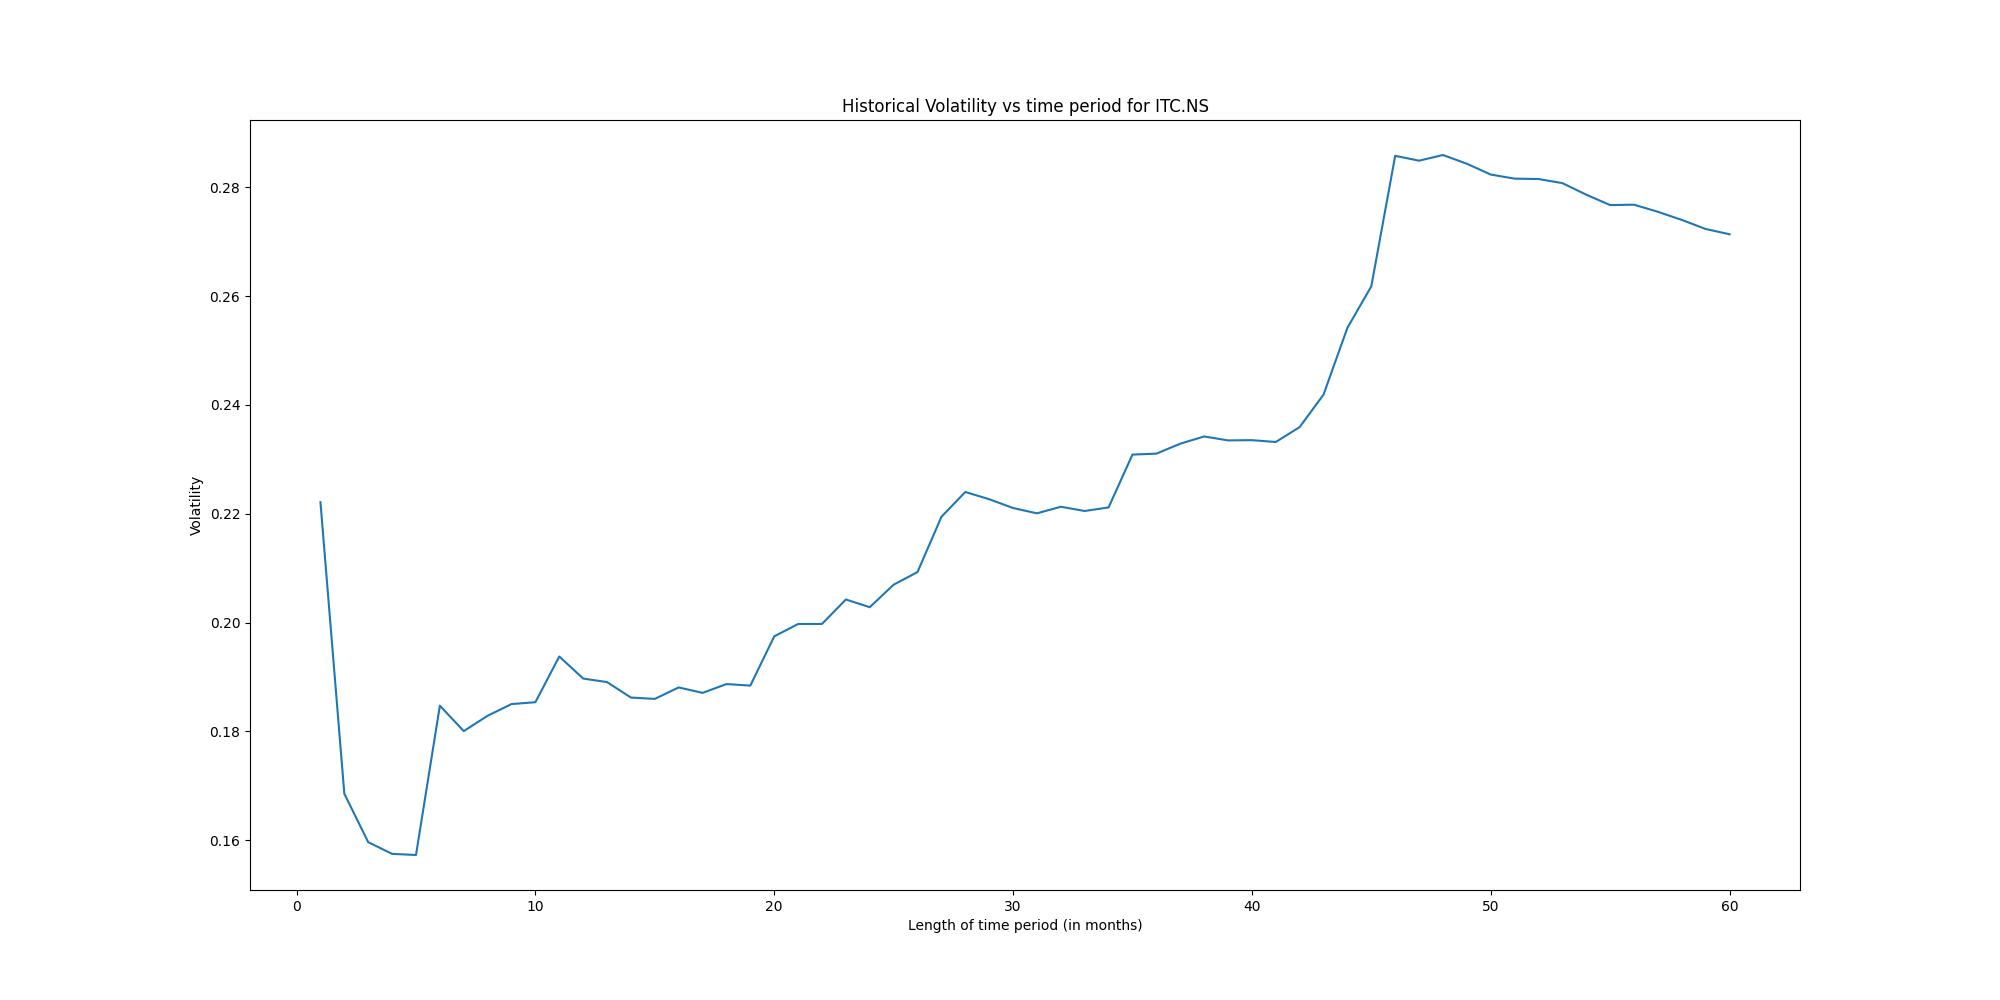 Historical Volatility vs time period for ITC.NS
0.28
0.26
0.24
0.22
0.20
0.18
0.16
Volatility
0 10 20 30 40 50 60
Length of time period (in months)